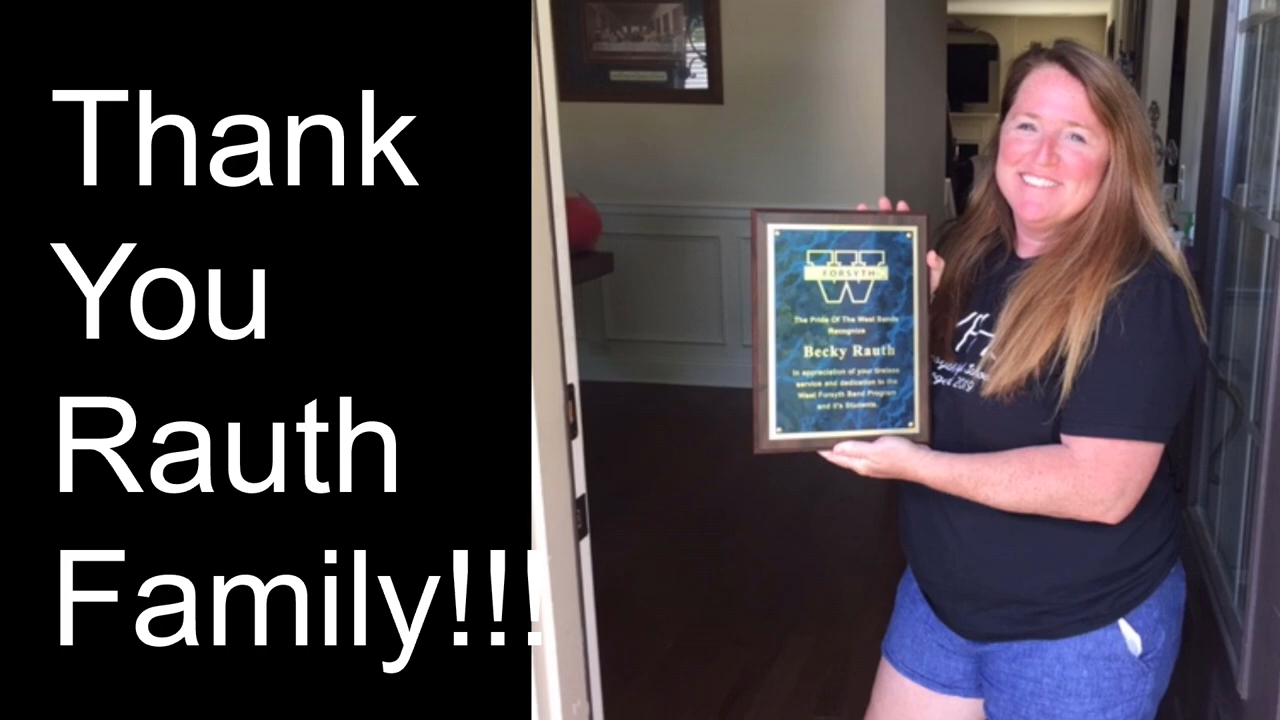 Thank
You
Rauth
Family!!!
FORSYTH
The Pride Of The West Bands
Recognize
Becky Rauth
In appreciation of your tireless
service and dedication to the
West Forsyth Band Program
and it's Students.
2019